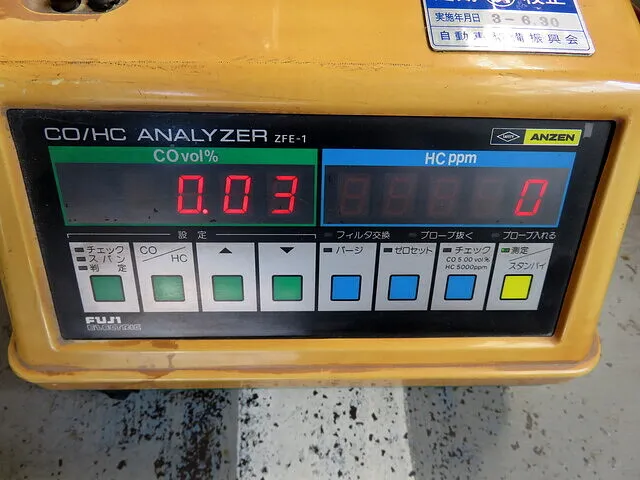 実施年月日 3-6.30
自動車 振興会
CO/HC ANALYZER ZFE-1
ANZEN
CO vol%
HC ppm
0.03
0
設定
フィルタ交換
プローブ抜く
プローブ入れる
チェック
スパン
判定
CO/HC
▲
▼
パージ
ゼロセット
チェック
CO 5.00 vol%
HC 5000ppm
測定
スタンバイ
FUJI
ELECTRIC